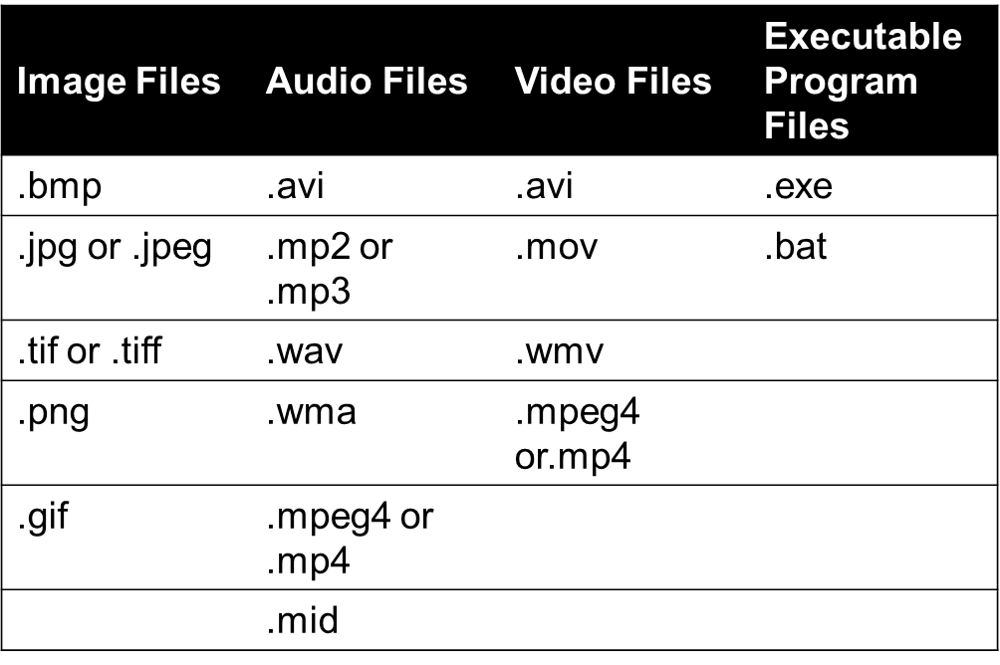 Image Files Audio Files Video Files Executable Program Files
.bmp .avi .avi .exe
.jpg or .jpeg .mp2 or .mp3 .mov .bat
.tif or .tiff .wav .wmv
.png .wma .mpeg4 or.mp4
.gif .mpeg4 or .mp4
.mid